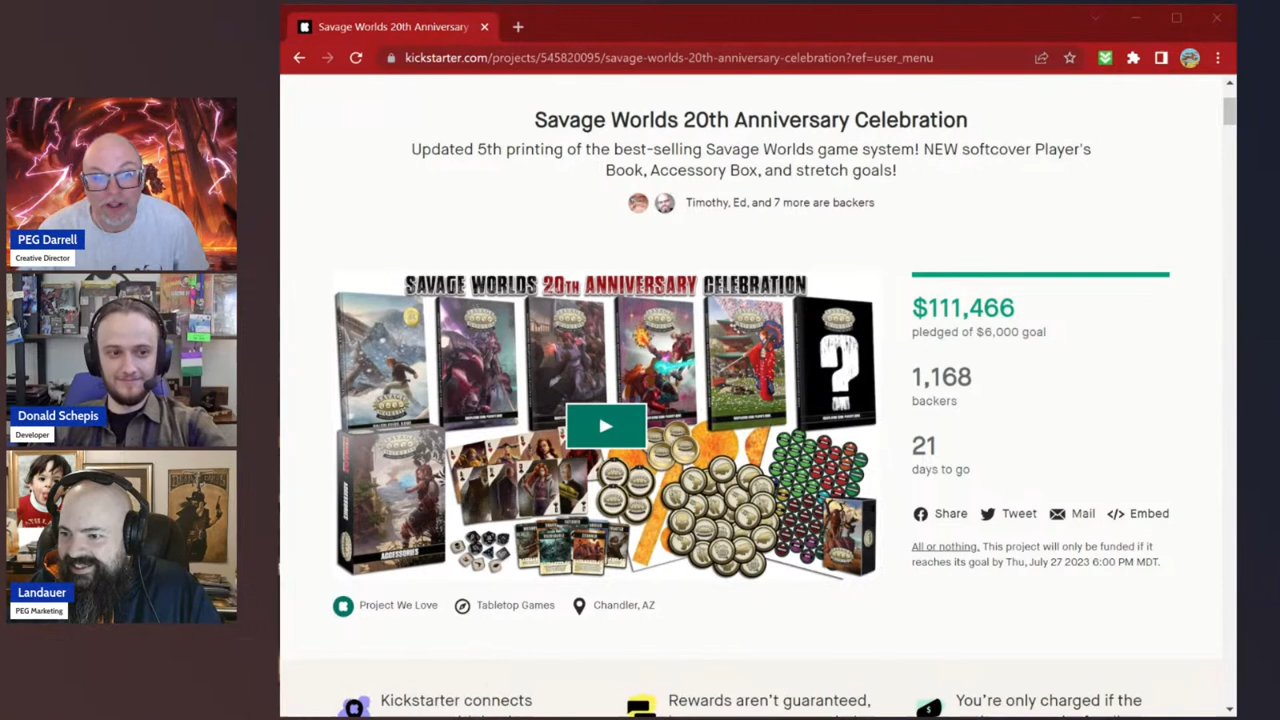 Savage Worlds 20th Anniversary
kickstarter.com/projects/545820095/savage-worlds-20th-anniversary-celebration?ref=user_menu
Savage Worlds 20th Anniversary Celebration
Updated 5th printing of the best-selling Savage Worlds game system! NEW softcover Player's
Book, Accessory Box, and stretch goals!
Timothy, Ed, and 7 more are backers
SAVAGE WORLDS 20TH ANNIVERSARY CELEBRATION
?
ACCESSORIES
$111,466
pledged of $6,000 goal
1,168
backers
21
days to go
Share Tweet Mail Embed
All or nothing. This project will only be funded if it
reaches its goal by Thu, July 27 2023 6:00 PM MDT.
Project We Love Tabletop Games Chandler, AZ
Kickstarter connects
Rewards aren't guaranteed,
You're only charged if the
PEG Darrell
Creative Director
Donald Schepis
Developer
Landauer
PEG Marketing